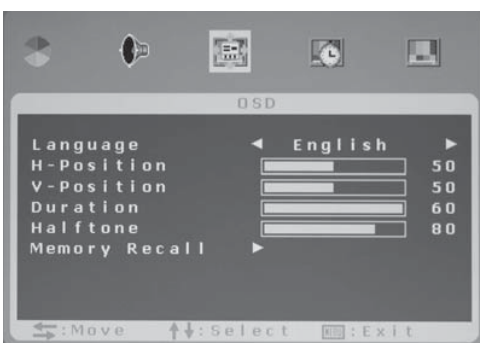 OSD
Language English
H-Position 50
V-Position 50
Duration 60
Halftone 80
Memory Recall
:Move :Select :Exit